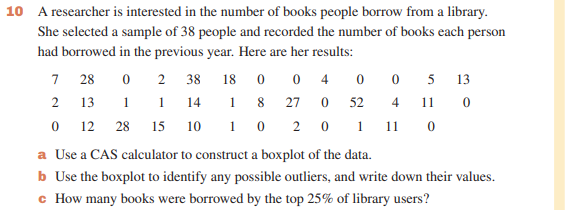 10 A researcher is interested in the number of books people borrow from a library.
She selected a sample of 38 people and recorded the number of books each person
had borrowed in the previous year. Here are her results:
7 28 0 2 38 18 0 0 4 0 0 5 13
2 13 1 1 14 1 8 27 0 52 4 11 0
0 12 28 15 10 1 0 2 0 1 11 0
a Use a CAS calculator to construct a boxplot of the data.
b Use the boxplot to identify any possible outliers, and write down their values.
c How many books were borrowed by the top 25% of library users?